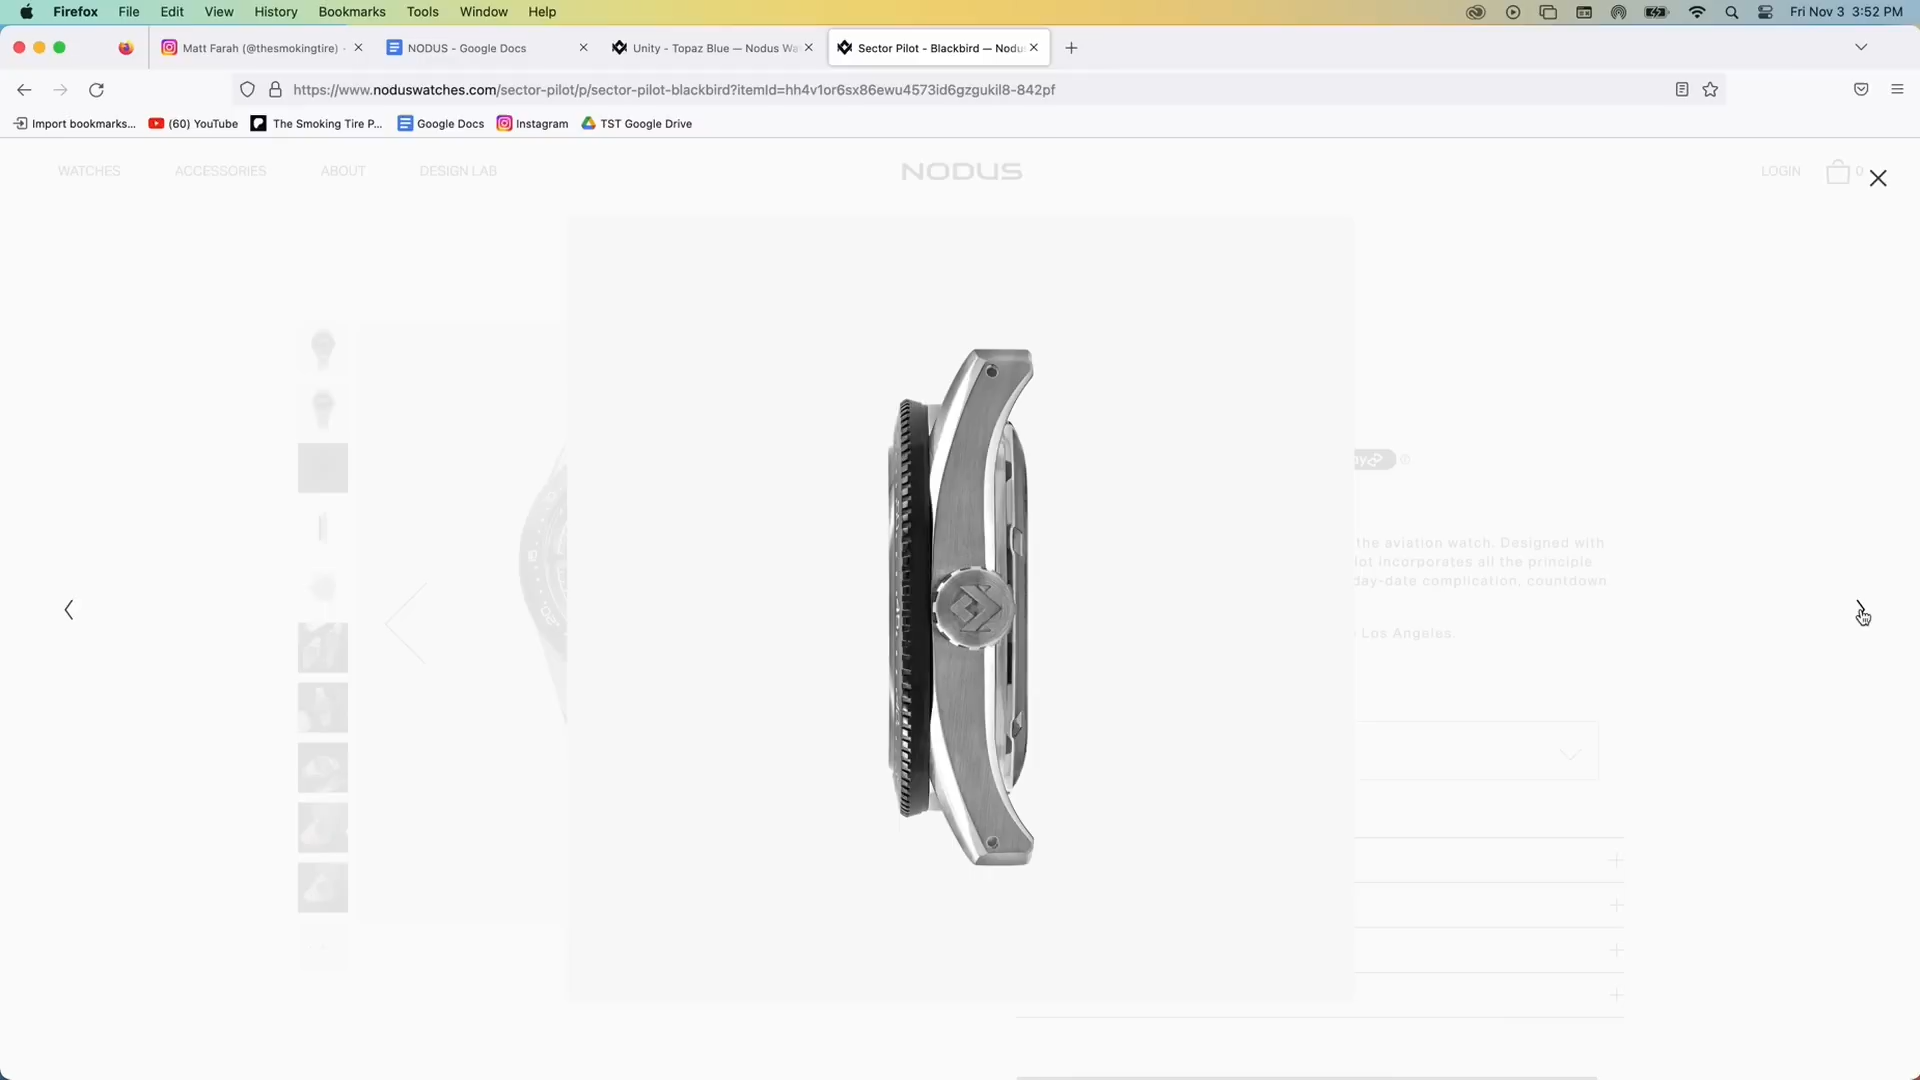 Firefox File Edit View History Bookmarks Tools Window Help Fri Nov 3 3:52 PM
Matt Farah (@thesmokingtire) · NODUS - Google Docs Unity - Topaz Blue — Nodus Wa Sector Pilot - Blackbird — Nodus
https://www.noduswatches.com/sector-pilot/p/sector-pilot-blackbird?itemId=hh4v1or6sx86ewu4573id6gzgukil8-842pf
Import bookmarks... (60) YouTube The Smoking Tire P... Google Docs Instagram TST Google Drive
WATCHES ACCESSORIES ABOUT DESIGN LAB NODUS LOGIN 0
the aviation watch. Designed with
lot incorporates all the principle
day-date complication, countdown
Los Angeles.